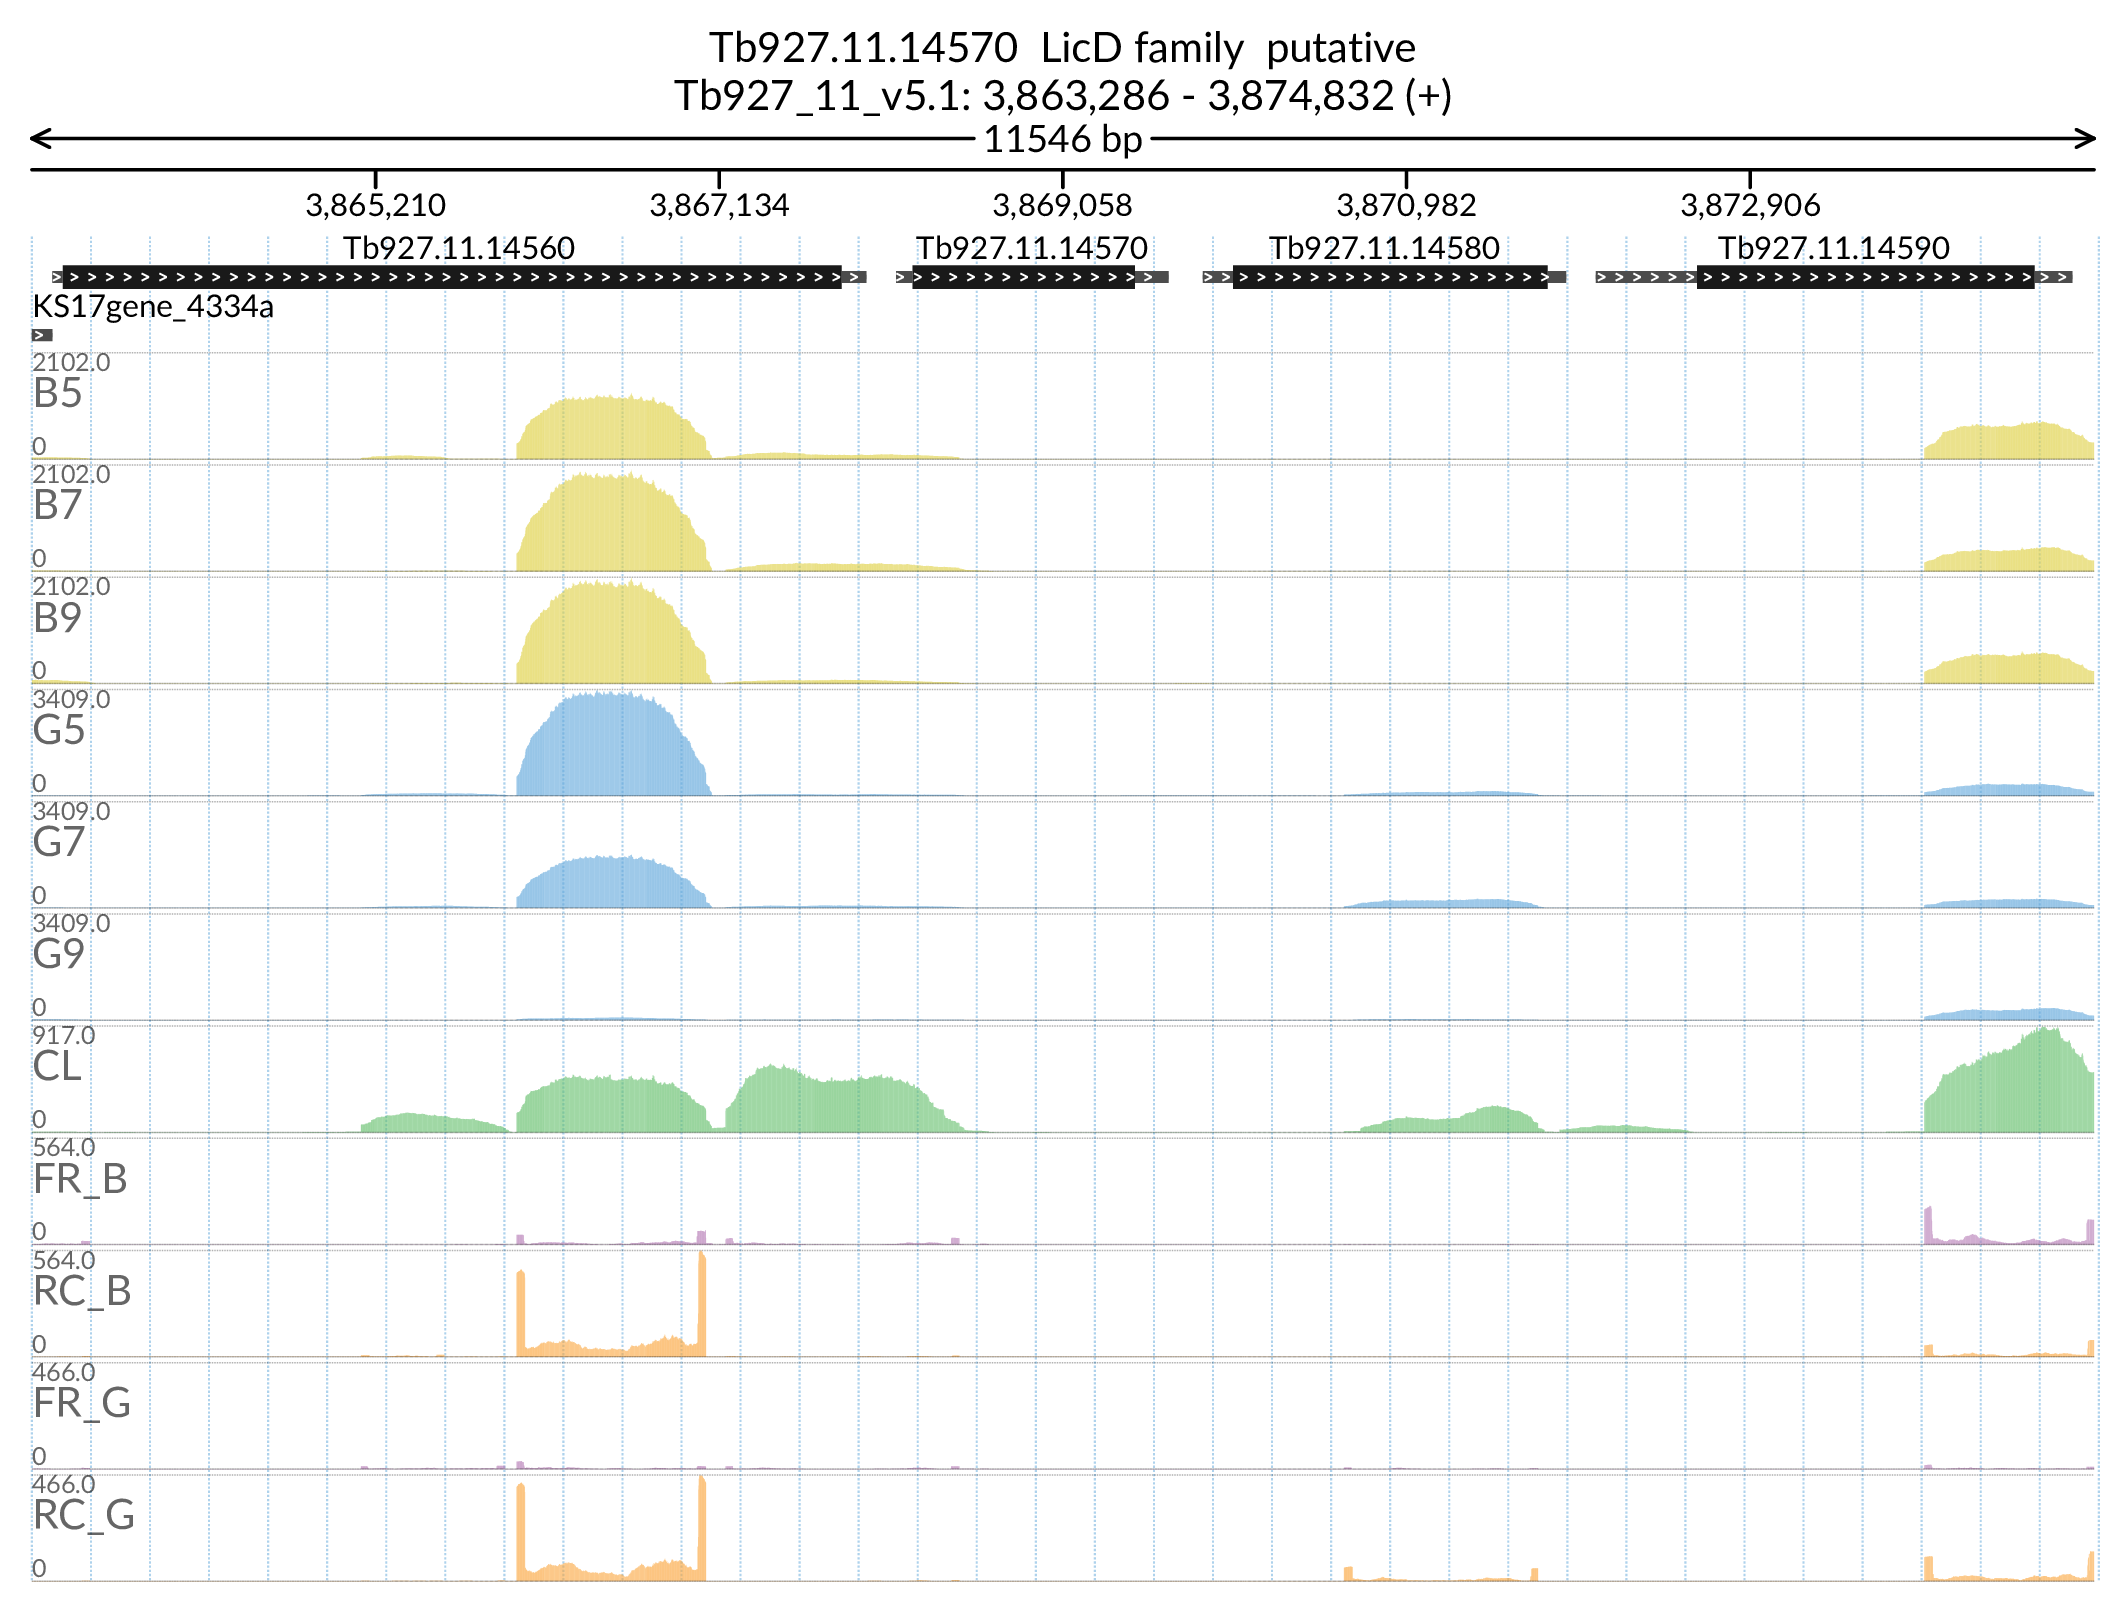 Tb927.11.14570 LicD family putative
Tb927_11_v5.1: 3,863,286 - 3,874,832 (+)
11546 bp
3,865,210 3,867,134 3,869,058 3,870,982 3,872,906
Tb927.11.14560 Tb927.11.14570 Tb927.11.14580 Tb927.11.14590
KS17gene_4334a
2102.0
B5
0
2102.0
B7
0
2102.0
B9
0
3409.0
G5
0
3409.0
G7
0
3409.0
G9
0
917.0
CL
0
564.0
FR_B
0
564.0
RC_B
0
466.0
FR_G
0
466.0
RC_G
0